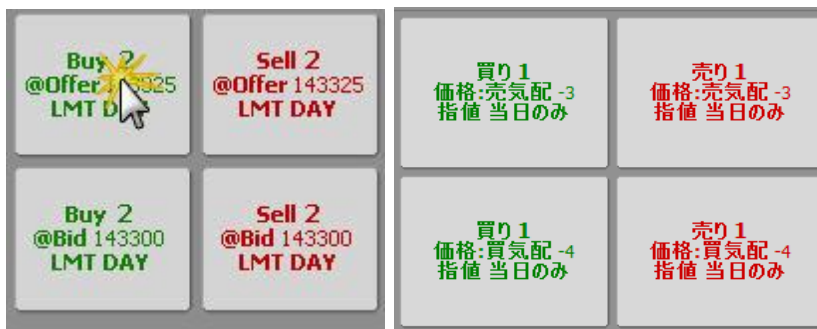 Buy 2
@Offer 25
LMT D
Sell 2
@Offer 143325
LMT DAY
Buy 2
@Bid 143300
LMT DAY
Sell 2
@Bid 143300
LMT DAY
買り 1
価格:売気配 -3
指値 当日のみ
売り 1
価格:売気配 -3
指値 当日のみ
買り 1
価格:買気配 -4
指値 当日のみ
売り 1
価格:買気配 -4
指値 当日のみ